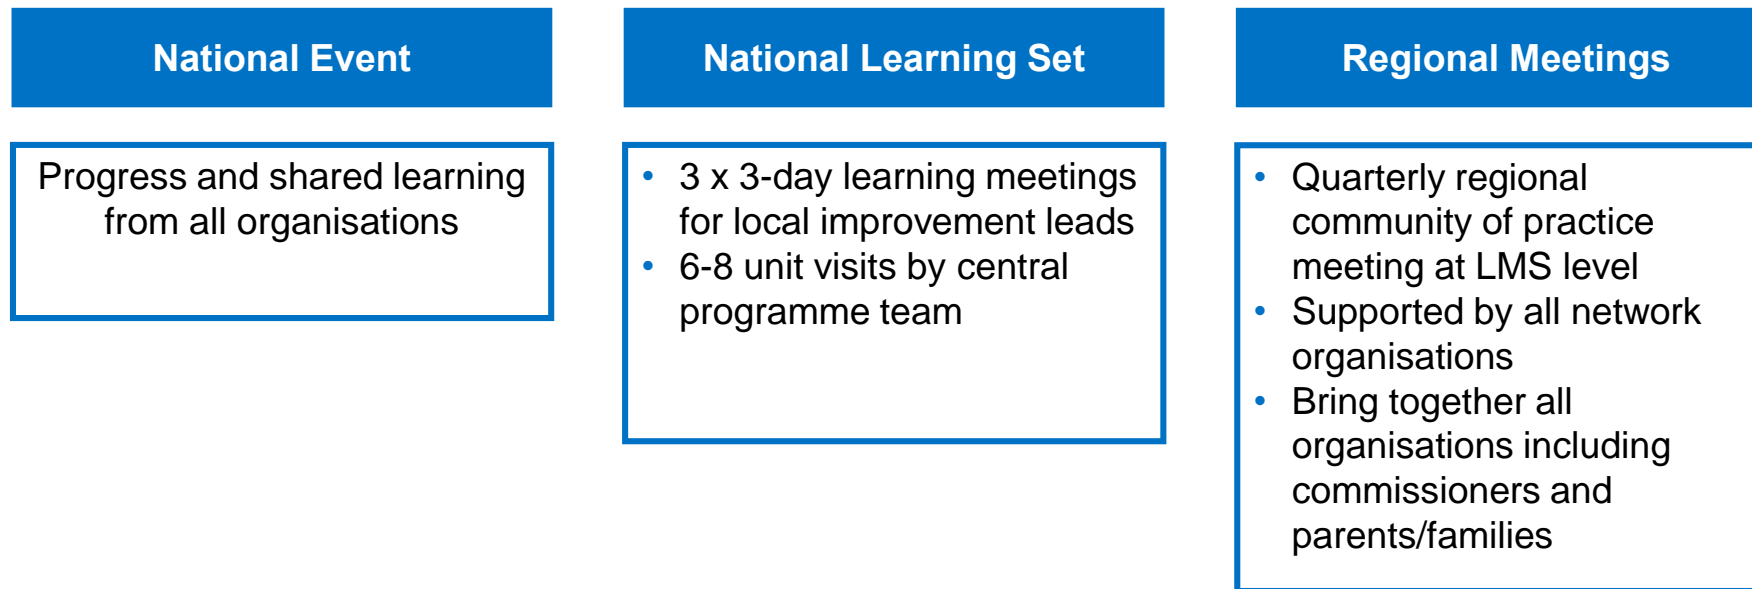 National Event
Progress and shared learning
from all organisations
National Learning Set
• 3 x 3-day learning meetings
for local improvement leads
• 6-8 unit visits by central
programme team
Regional Meetings
• Quarterly regional
community of practice
meeting at LMS level
• Supported by all network
organisations
• Bring together all
organisations including
commissioners and
parents/families